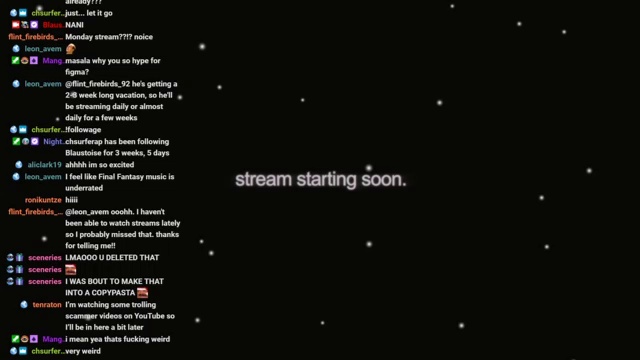 already???
chsurfer.. just... let it go
Blaus.. NANI
flint_firebirds_... Monday stream??!? noice
leon_avem
Mang.. masala why you so hype for
figma?
leon_avem @flint_firebirds_92 he's getting a
week long vacation, so he'll
be streaming daily or almost
daily for a few weeks
chsurfer.. !followage
Night.. chsurferap has been following
Blaustoise for 3 weeks, 5 days
aliclark19 ahhhh im so excited
leon_avem I feel like Final Fantasy music is
underrated
ronikuntze hiiii
flint_firebirds_... @leon_avem ooohh. I haven't
been able to watch streams lately
so I probably missed that. thanks
for telling me!!
sceneries LMAOOO U DELETED THAT
sceneries
sceneries I WAS BOUT TO MAKE THAT
INTO A COPYPASTA
tenraton I'm watching some trolling
scammer videos on YouTube so
I'll be in here a bit later
Mang.. i mean yea thats fucking weird
chsurfer.. very weird
stream starting soon.